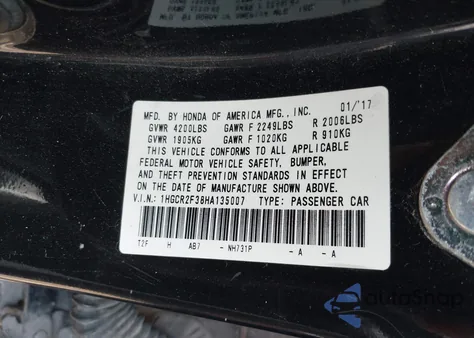 MFD. BY HONDA OF AMERICA MFG., INC. 01/'17
GVWR 4200LBS GAWR F 2249LBS R 2006LBS
GVWR 1905KG GAWR F 1020KG R 910KG
THIS VEHICLE CONFORMS TO ALL APPLICABLE
FEDERAL MOTOR VEHICLE SAFETY, BUMPER,
AND THEFT PREVENTION STANDARDS IN EFFECT
ON THE DATE OF MANUFACTURE SHOWN ABOVE.
V.I.N.: 1HGCR2F38HA135007 TYPE: PASSENGER CAR
T2F H AB7 - NH731P - A - A
autoSnap